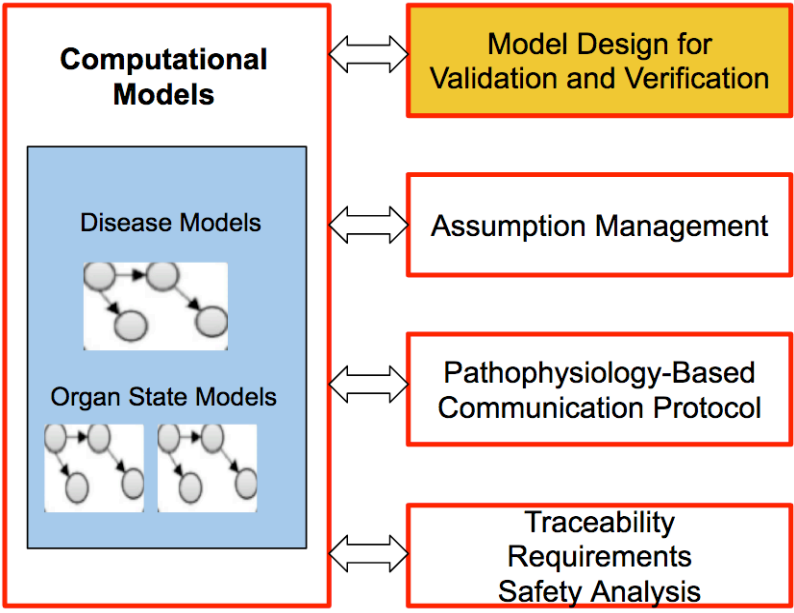 Computational
Models
Disease Models
Organ State Models
Model Design for
Validation and Verification
Assumption Management
Pathophysiology-Based
Communication Protocol
Traceability
Requirements
Safety Analysis